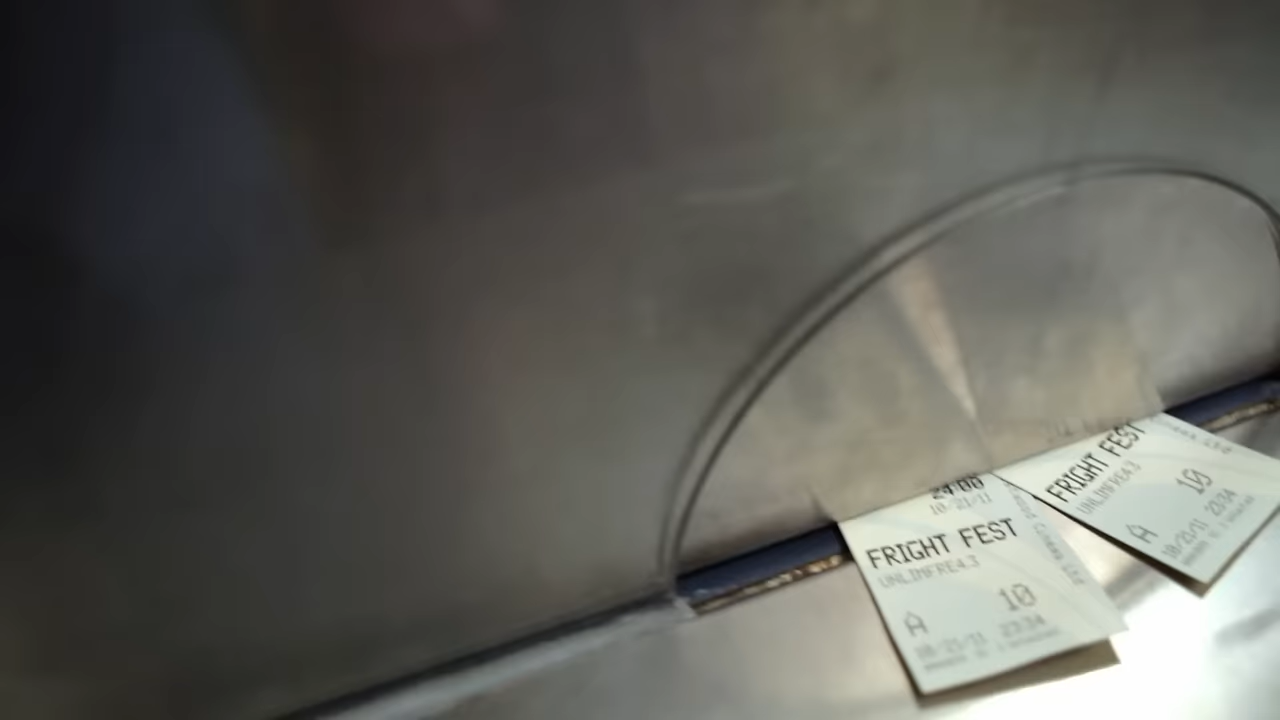 24:00
10/21/11
FRIGHT FEST
UNLIMFRE4.3
10
A
10/21/11 23:34
FRIGHT FEST
UNLIMFRE4.3
10
A
10/21/11 23:34